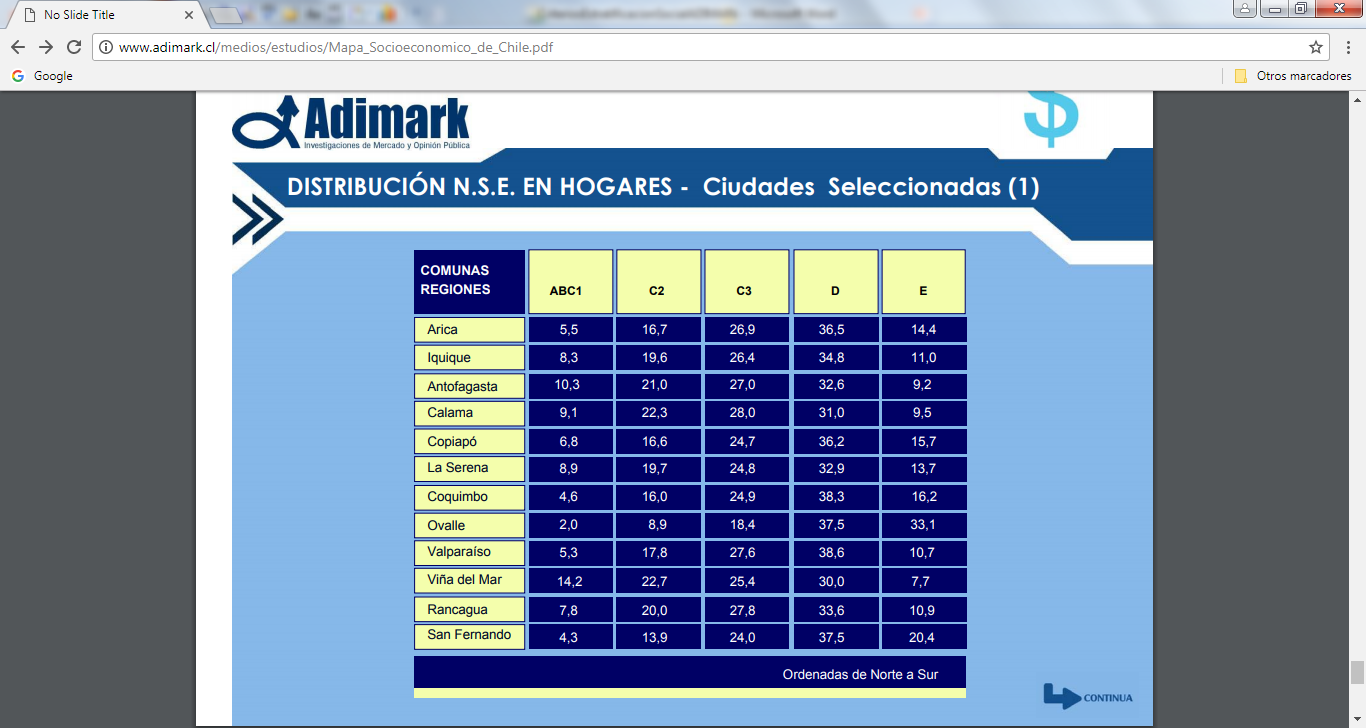 No Slide Title
www.adimark.cl/medios/estudios/Mapa_Socioeconomico_de_Chile.pdf
Google
Otros marcadores
Adimark
Investigaciones de Mercado y Opinión Pública
$
DISTRIBUCIÓN N.S.E. EN HOGARES - Ciudades Seleccionadas (1)
COMUNAS
REGIONES ABC1 C2 C3 D E
Arica 5,5 16,7 26,9 36,5 14,4
Iquique 8,3 19,6 26,4 34,8 11,0
Antofagasta 10,3 21,0 27,0 32,6 9,2
Calama 9,1 22,3 28,0 31,0 9,5
Copiapó 6,8 16,6 24,7 36,2 15,7
La Serena 8,9 19,7 24,8 32,9 13,7
Coquimbo 4,6 16,0 24,9 38,3 16,2
Ovalle 2,0 8,9 18,4 37,5 33,1
Valparaíso 5,3 17,8 27,6 38,6 10,7
Viña del Mar 14,2 22,7 25,4 30,0 7,7
Rancagua 7,8 20,0 27,8 33,6 10,9
San Fernando 4,3 13,9 24,0 37,5 20,4
Ordenadas de Norte a Sur
CONTINUA